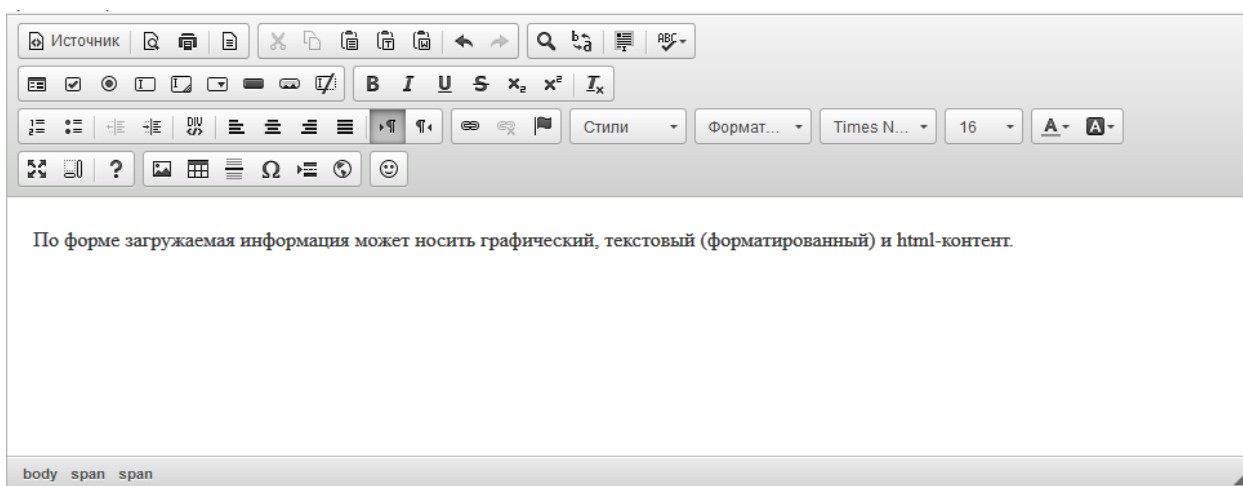 Источник
Стили Формат... Times N... 16
По форме загружаемая информация может носить графический, текстовый (форматированный) и html-контент.
body span span